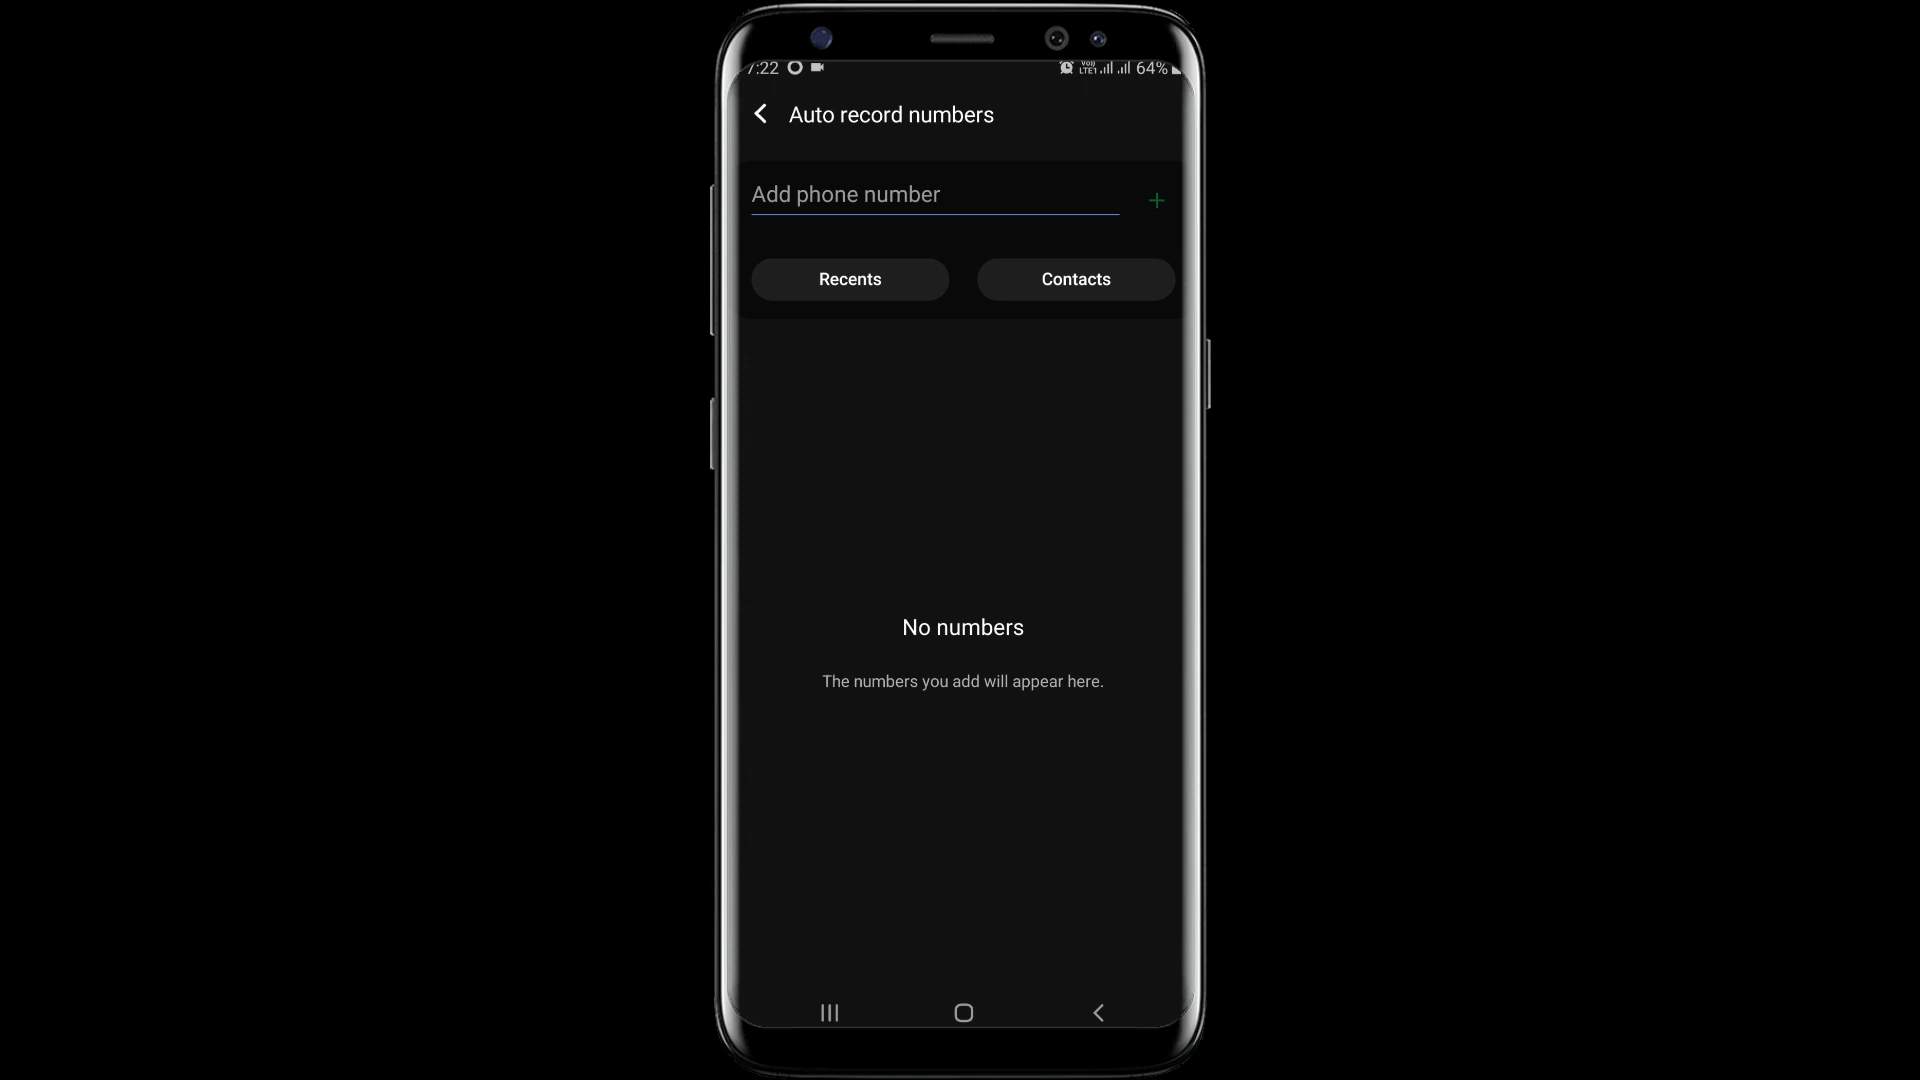 7:22 64%
Auto record numbers
Add phone number
Recents Contacts
No numbers
The numbers you add will appear here.